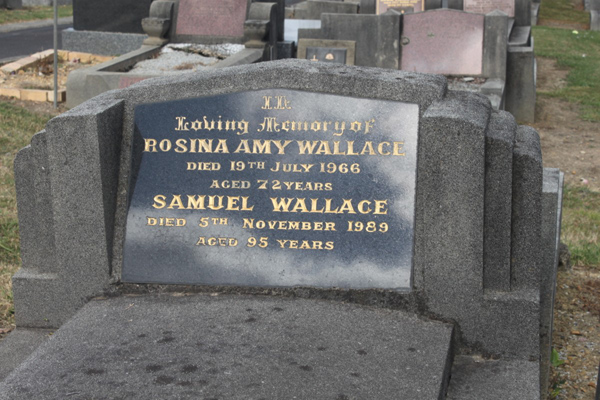 In
Loving Memory of
ROSINA AMY WALLACE
DIED 19TH JULY 1966
AGED 72 YEARS
SAMUEL WALLACE
DIED 5TH NOVEMBER 1989
AGED 95 YEARS